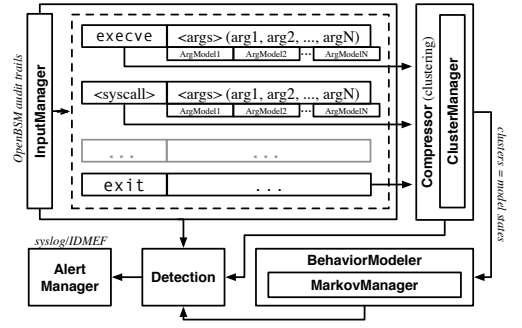 OpenBSM audit trails
InputManager
execve <args> (arg1, arg2, ..., argN)
ArgModel1 ArgModel2 ... ArgModelN
<syscall> <args> (arg1, arg2, ..., argN)
ArgModel1 ArgModel2 ... ArgModelN
... ...
exit ...
Compressor (clustering)
ClusterManager
clusters = model states
syslog/IDMEF
Alert
Manager
Detection
BehaviorModeler
MarkovManager